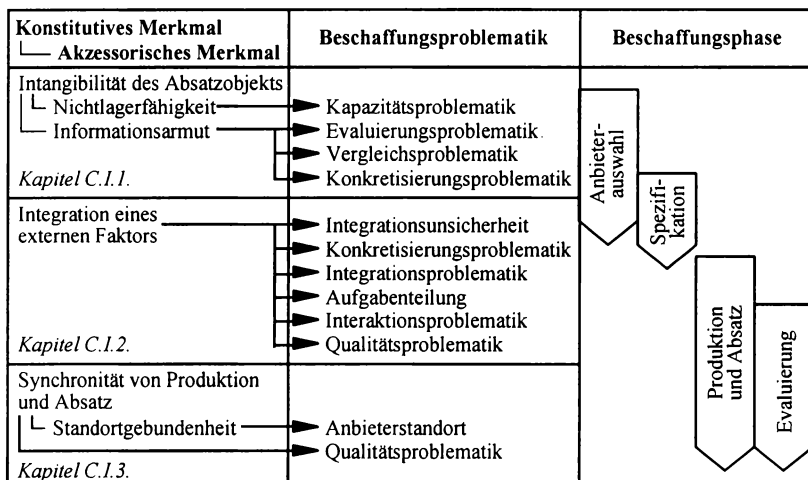 Konstitutives Merkmal
Akzessorisches Merkmal
Beschaffungsproblematik
Beschaffungsphase
Intangibilität des Absatzobjekts
Nichtlagerfähigkeit
Kapazitätsproblematik
Informationsarmut
Evaluierungsproblematik
Vergleichsproblematik
Kapitel C.I.1.
Konkretisierungsproblematik
Integration eines
externen Faktors
Integrationsunsicherheit
Konkretisierungsproblematik
Integrationsproblematik
Aufgabenteilung
Interaktionsproblematik
Kapitel C.I.2.
Qualitätsproblematik
Synchronität von Produktion
und Absatz
Standortgebundenheit
Anbieterstandort
Qualitätsproblematik
Kapitel C.I.3.
Anbieter-
auswahl
Spezifi-
kation
Produktion
und Absatz
Evaluierung